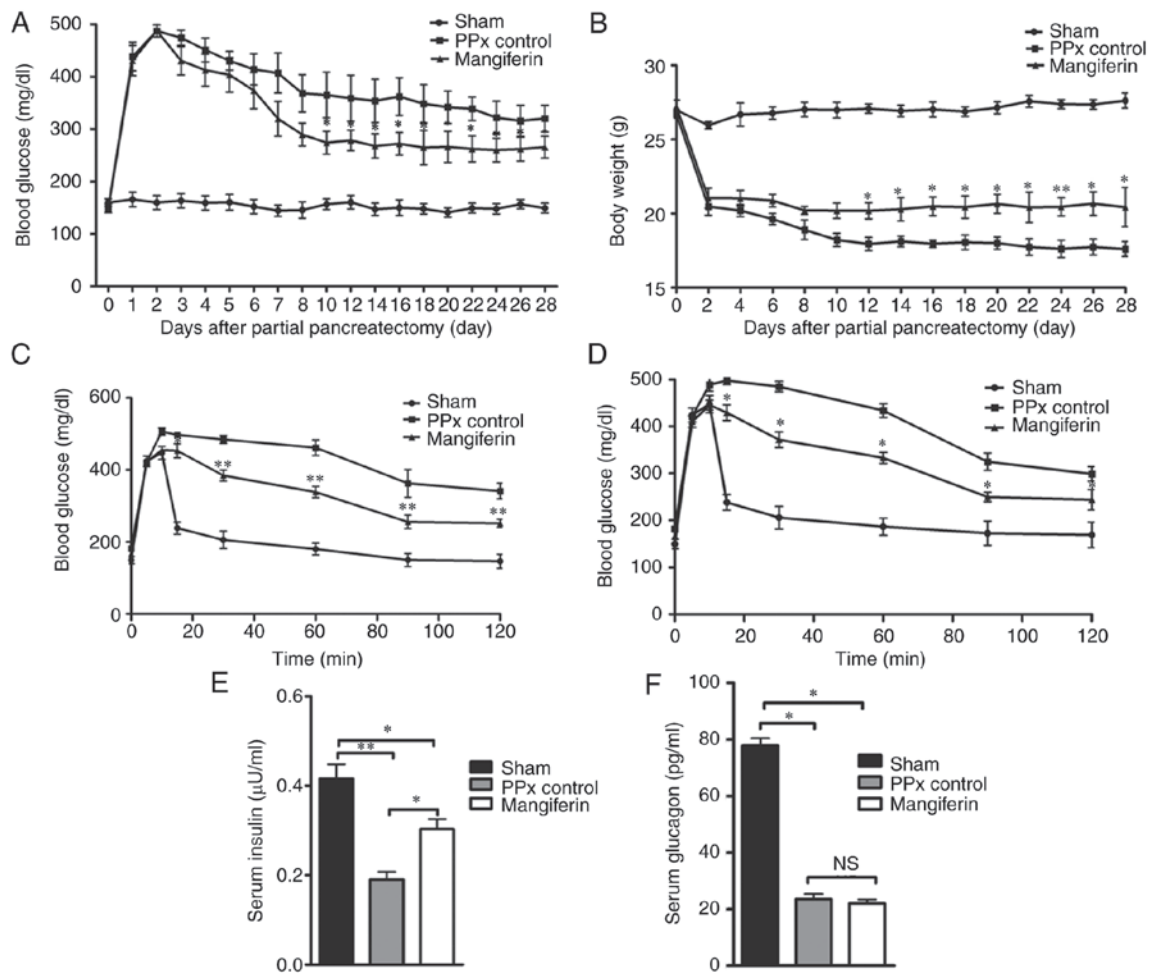 A
Blood glucose (mg/dl)
500
400
300
200
100
0
Sham
PPx control
Mangiferin
* * * * * * *
0 1 2 3 4 5 6 7 8 10 12 14 16 18 20 22 24 26 28
Days after partial pancreatectomy (day)
B
Body weight (g)
30
25
20
15
Sham
PPx control
Mangiferin
* * * * * * ** * *
0 2 4 6 8 10 12 14 16 18 20 22 24 26 28
Days after partial pancreatectomy (day)
C
Blood glucose (mg/dl)
600
400
200
0
Sham
PPx control
Mangiferin
* ** ** ** **
0 20 40 60 80 100 120
Time (min)
D
Blood glucose (mg/dl)
500
400
300
200
100
0
Sham
PPx control
Mangiferin
* * * * *
0 20 40 60 80 100 120
Time (min)
E
Serum insulin (µU/ml)
0.6
0.4
0.2
0.0
*
**
*
Sham
PPx control
Mangiferin
F
Serum glucagon (pg/ml)
100
80
60
40
20
0
*
*
NS
Sham
PPx control
Mangiferin